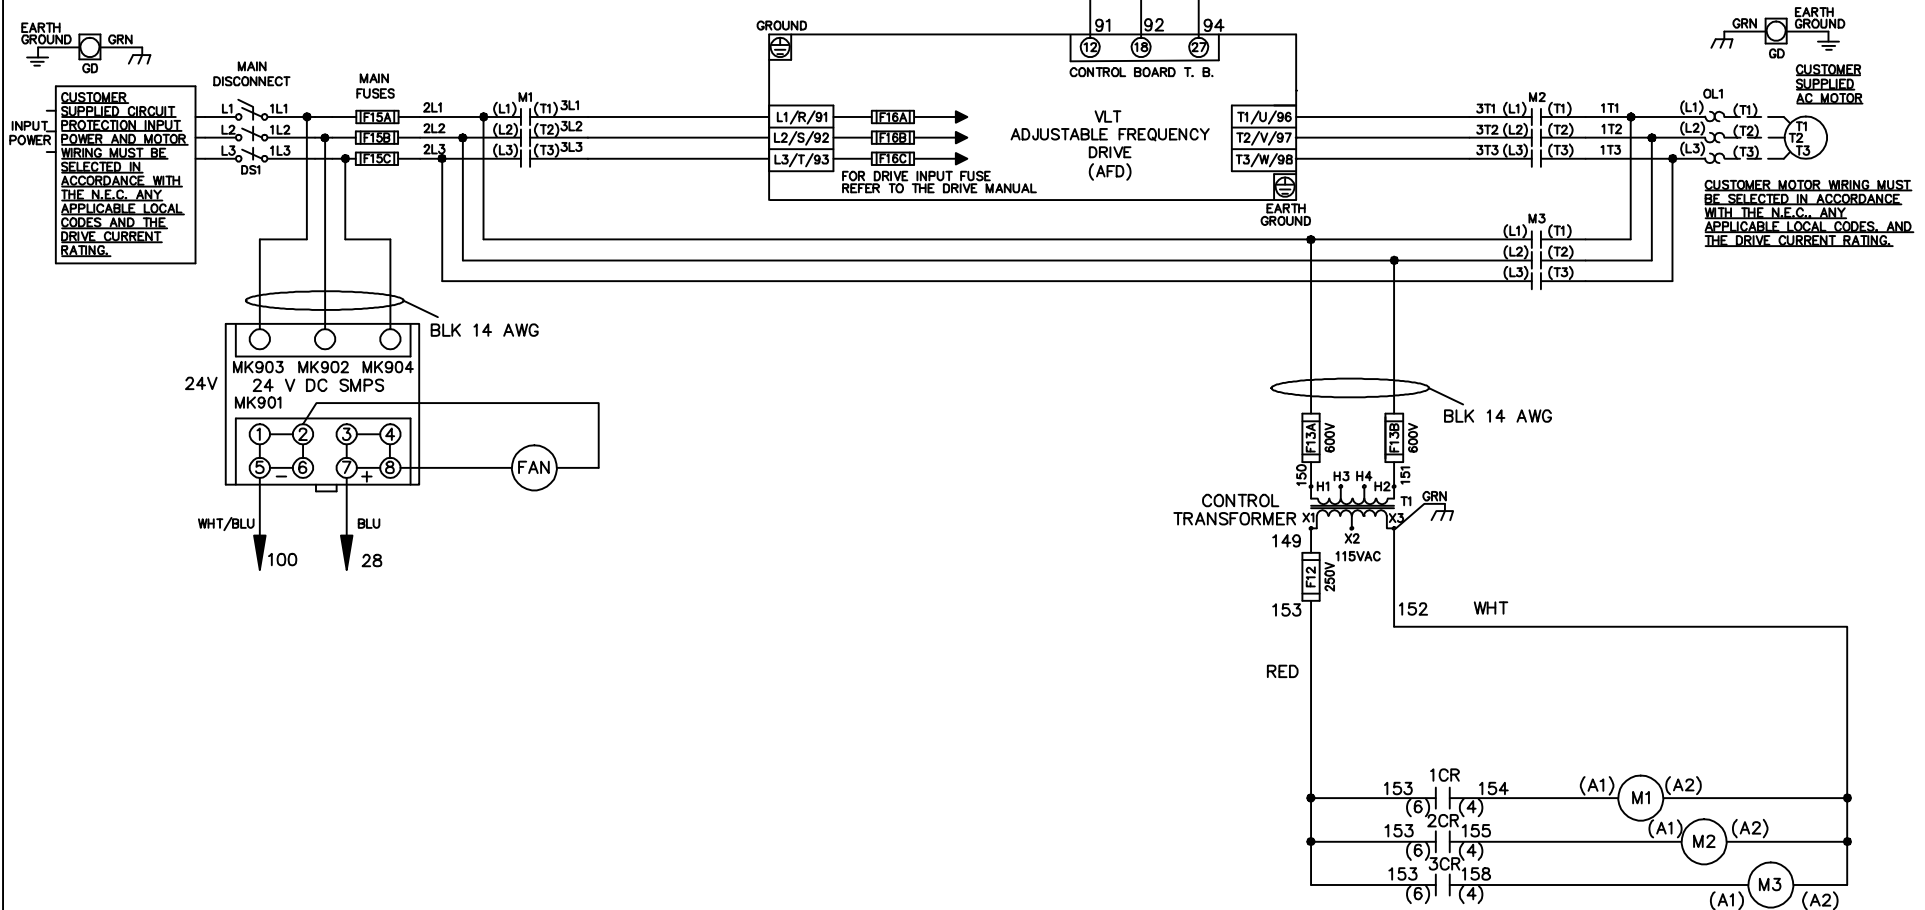 91 92 94
EARTH
GROUND
GRN
GD
GROUND
12 18 27
CONTROL BOARD T. B.
GRN
EARTH
GROUND
GD
CUSTOMER
SUPPLIED
AC MOTOR
MAIN
DISCONNECT
MAIN
FUSES
INPUT
POWER
CUSTOMER
SUPPLIED CIRCUIT
PROTECTION INPUT
POWER AND MOTOR
WIRING MUST BE
SELECTED IN
ACCORDANCE WITH
THE N.E.C. ANY
APPLICABLE LOCAL
CODES AND THE
DRIVE CURRENT
RATING.
M1
L1 1L1 F15A 2L1 (L1) (T1) 3L1
L2 1L2 F15B 2L2 (L2) (T2) 3L2
L3 1L3 F15C 2L3 (L3) (T3) 3L3
DS1
L1/R/91 F16A
L2/S/92 F16B
L3/T/93 F16C
FOR DRIVE INPUT FUSE
REFER TO THE DRIVE MANUAL
VLT
ADJUSTABLE FREQUENCY
DRIVE
(AFD)
T1/U/96
T2/V/97
T3/W/98
EARTH
GROUND
M2
3T1 (L1) (T1) 1T1
3T2 (L2) (T2) 1T2
3T3 (L3) (T3) 1T3
OL1
(L1) (T1)
(L2) (T2)
(L3) (T3)
T1
T2
T3
CUSTOMER MOTOR WIRING MUST
BE SELECTED IN ACCORDANCE
WITH THE N.E.C., ANY
APPLICABLE LOCAL CODES, AND
THE DRIVE CURRENT RATING.
M3
(L1) (T1)
(L2) (T2)
(L3) (T3)
BLK 14 AWG
MK903 MK902 MK904
24V
24 V DC SMPS
MK901
1 2 3 4
5 - 6 7 + 8
FAN
WHT/BLU
BLU
100
28
BLK 14 AWG
F13A
600V
F13B
600V
150
151
H1 H3 H4 H2
T1
GRN
CONTROL
TRANSFORMER
X1
X3
X2
115VAC
149
F12
250V
153
152
WHT
RED
1CR
153 154
(6) (4)
(A1) M1 (A2)
2CR
153 155
(6) (4)
(A1) M2 (A2)
3CR
153 158
(6) (4)
(A1) M3 (A2)